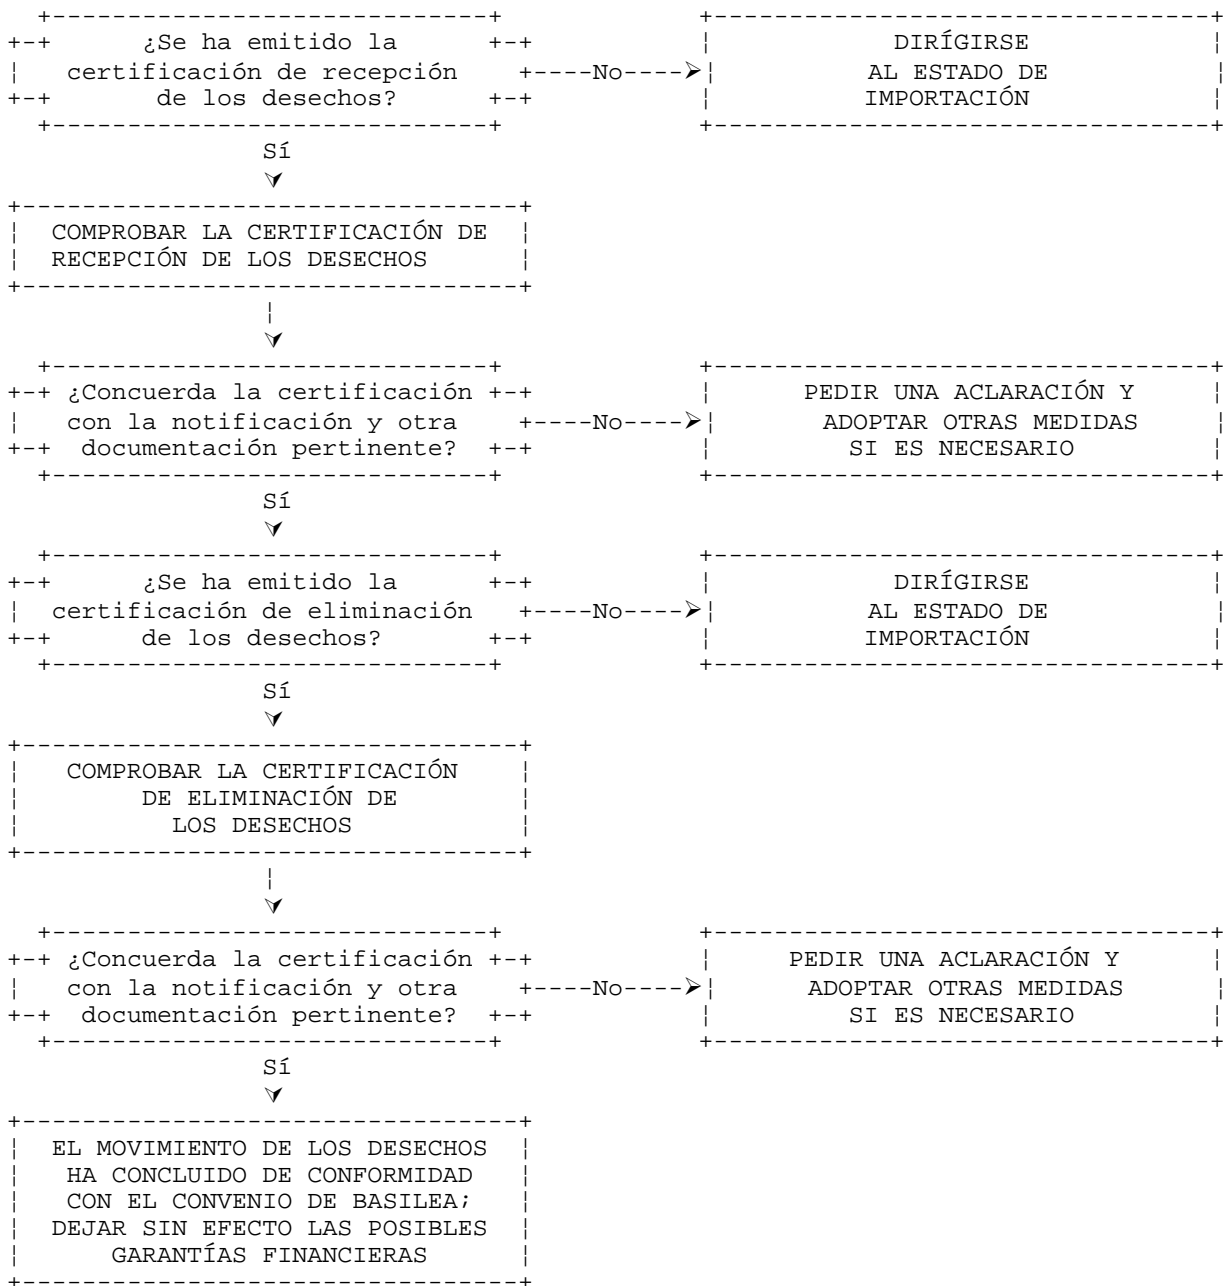 ¿Se ha emitido la
certificación de recepción
de los desechos?
No
DIRÍGIRSE
AL ESTADO DE
IMPORTACIÓN
Sí
COMPROBAR LA CERTIFICACIÓN DE
RECEPCIÓN DE LOS DESECHOS
¿Concuerda la certificación
con la notificación y otra
documentación pertinente?
No
PEDIR UNA ACLARACIÓN Y
ADOPTAR OTRAS MEDIDAS
SI ES NECESARIO
Sí
¿Se ha emitido la
certificación de eliminación
de los desechos?
No
DIRÍGIRSE
AL ESTADO DE
IMPORTACIÓN
Sí
COMPROBAR LA CERTIFICACIÓN
DE ELIMINACIÓN DE
LOS DESECHOS
¿Concuerda la certificación
con la notificación y otra
documentación pertinente?
No
PEDIR UNA ACLARACIÓN Y
ADOPTAR OTRAS MEDIDAS
SI ES NECESARIO
Sí
EL MOVIMIENTO DE LOS DESECHOS
HA CONCLUIDO DE CONFORMIDAD
CON EL CONVENIO DE BASILEA;
DEJAR SIN EFECTO LAS POSIBLES
GARANTÍAS FINANCIERAS